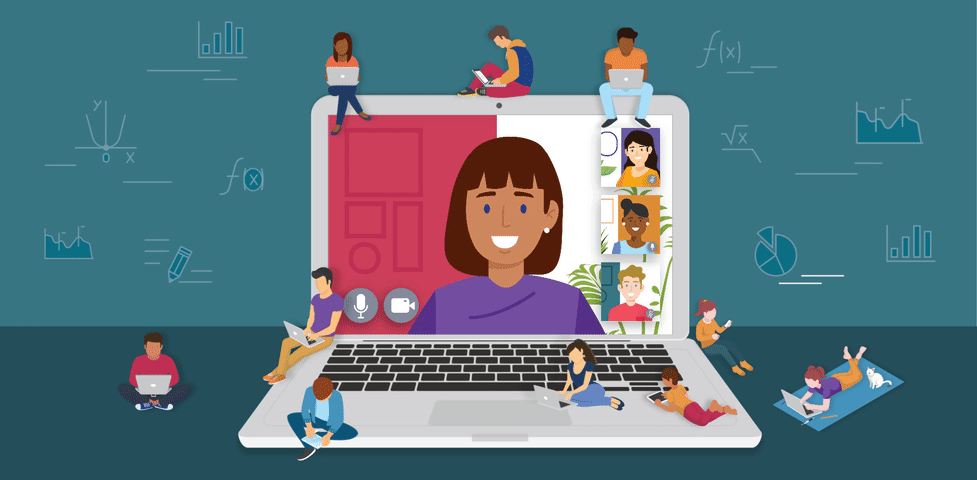 f(x)
y
√x
0 x
f(x)